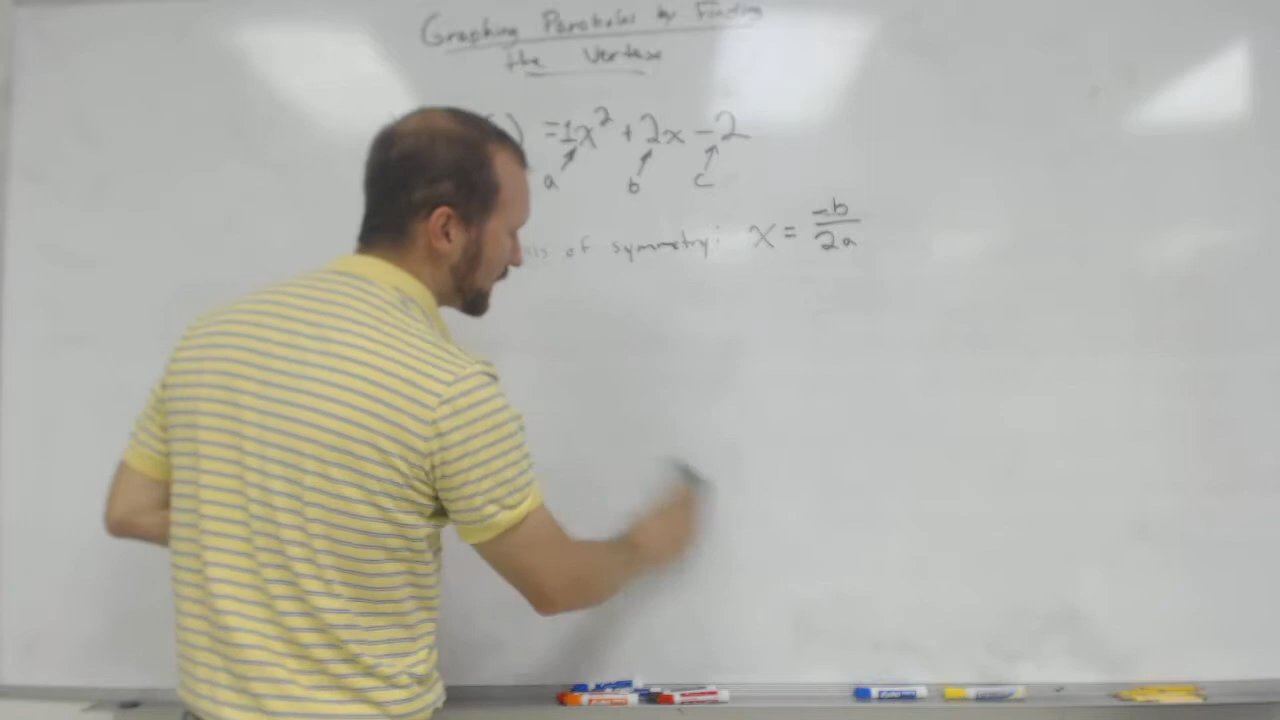 Graphing Parabolas by Finding
the Vertex
) =1x² + 2x - 2
a b c
of symmetry: x = -b
2a